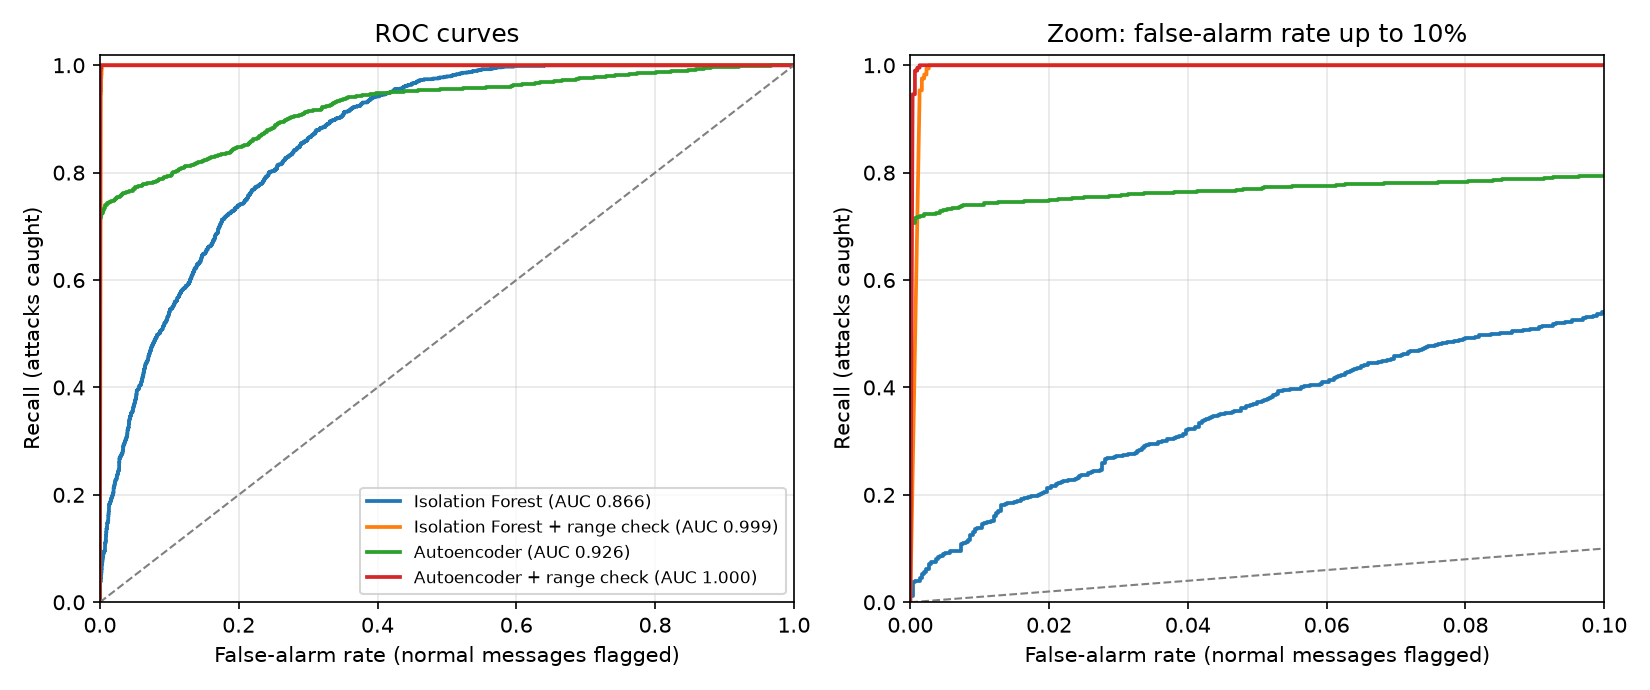 ROC curves
Recall (attacks caught)
1.0
0.8
0.6
0.4
0.2
0.0
Isolation Forest (AUC 0.866)
Isolation Forest + range check (AUC 0.999)
Autoencoder (AUC 0.926)
Autoencoder + range check (AUC 1.000)
0.0 0.2 0.4 0.6 0.8 1.0
False-alarm rate (normal messages flagged)
Zoom: false-alarm rate up to 10%
Recall (attacks caught)
1.0
0.8
0.6
0.4
0.2
0.0
0.00 0.02 0.04 0.06 0.08 0.10
False-alarm rate (normal messages flagged)